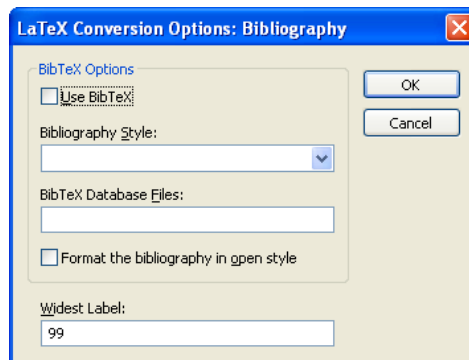 LaTeX Conversion Options: Bibliography
BibTeX Options
Use BibTeX
OK
Cancel
Bibliography Style:
BibTeX Database Files:
Format the bibliography in open style
Widest Label:
99